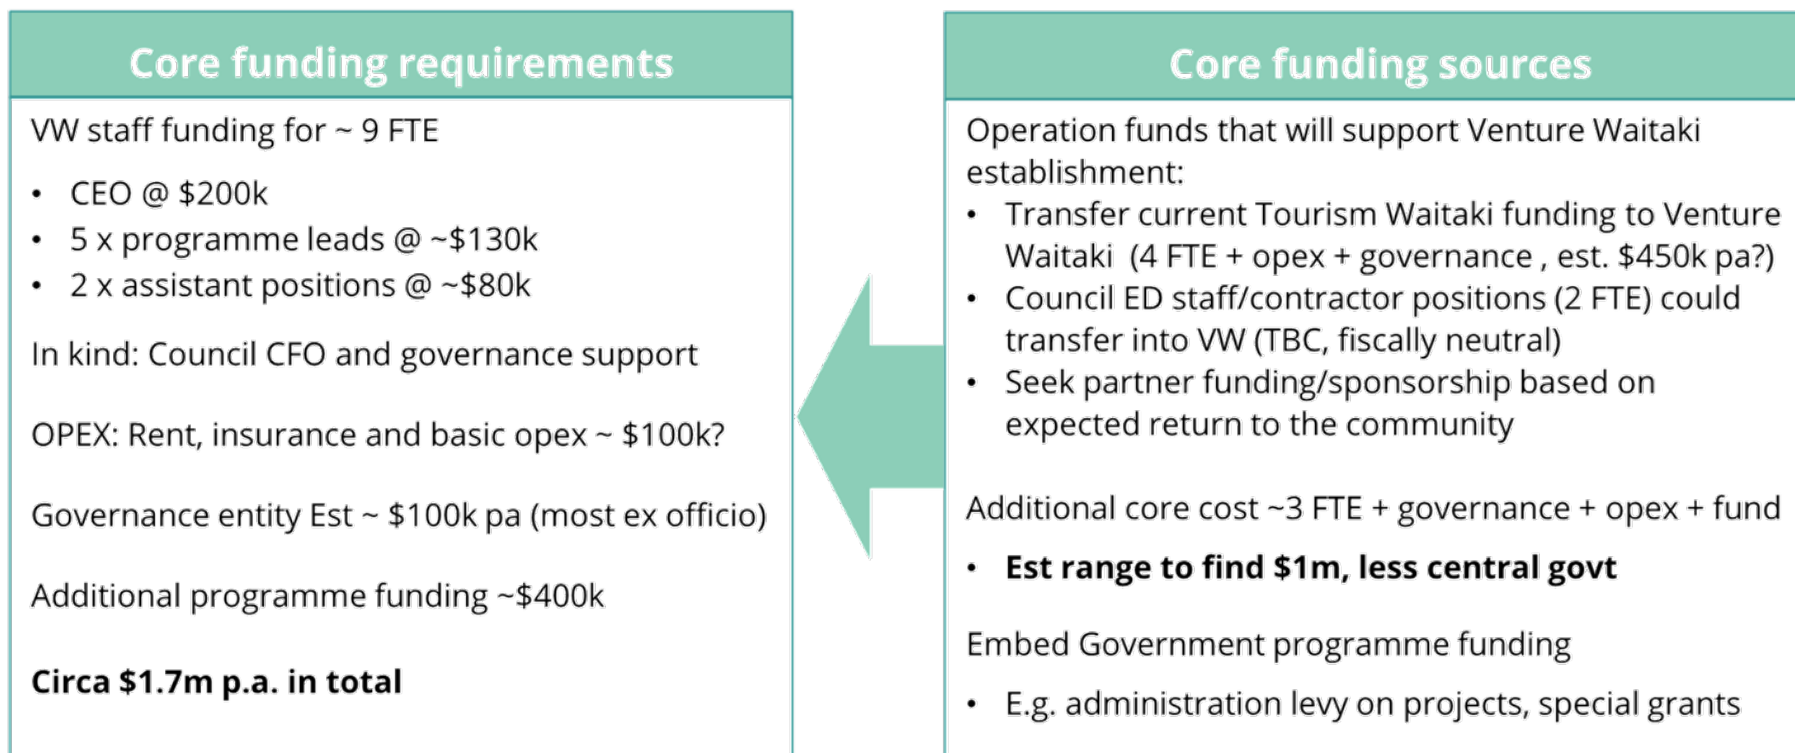 Core funding requirements
VW staff funding for ~ 9 FTE
• CEO @ $200k
• 5 x programme leads @ ~$130k
• 2 x assistant positions @ ~$80k
In kind: Council CFO and governance support
OPEX: Rent, insurance and basic opex ~ $100k?
Governance entity Est ~ $100k pa (most ex officio)
Additional programme funding ~$400k
Circa $1.7m p.a. in total
Core funding sources
Operation funds that will support Venture Waitaki
establishment:
• Transfer current Tourism Waitaki funding to Venture
Waitaki (4 FTE + opex + governance , est. $450k pa?)
• Council ED staff/contractor positions (2 FTE) could
transfer into VW (TBC, fiscally neutral)
• Seek partner funding/sponsorship based on
expected return to the community
Additional core cost ~3 FTE + governance + opex + fund
• Est range to find $1m, less central govt
Embed Government programme funding
• E.g. administration levy on projects, special grants